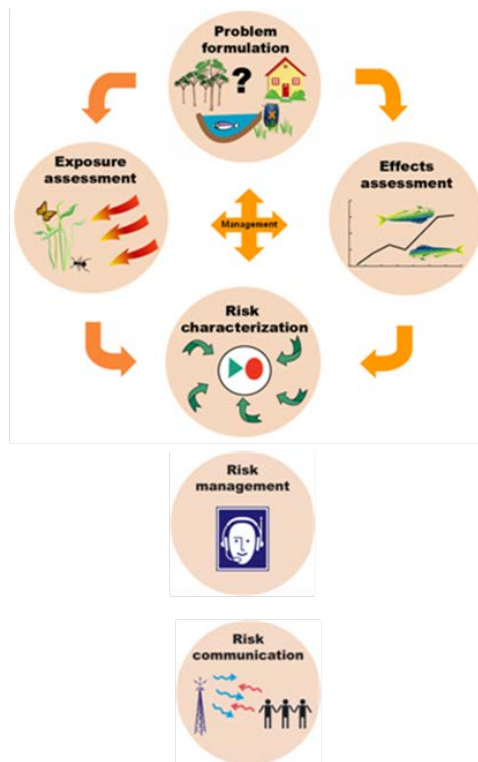 Problem
formulation
?
Exposure
assessment
Effects
assessment
Management
Risk
characterization
Risk
management
Risk
communication